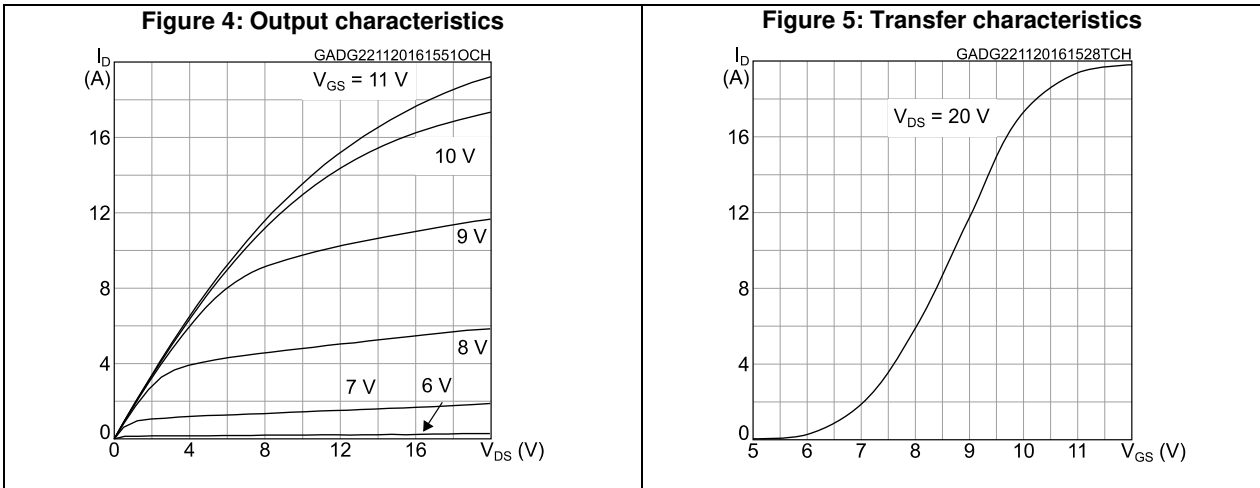 Figure 4: Output characteristics
GADG221120161551OCH
I_D
(A)
V_GS = 11 V
16
10 V
12
9 V
8
8 V
4
7 V
6 V
0
0 4 8 12 16 V_DS (V)
Figure 5: Transfer characteristics
GADG221120161528TCH
I_D
(A)
V_DS = 20 V
16
12
8
4
0
5 6 7 8 9 10 11 V_GS (V)